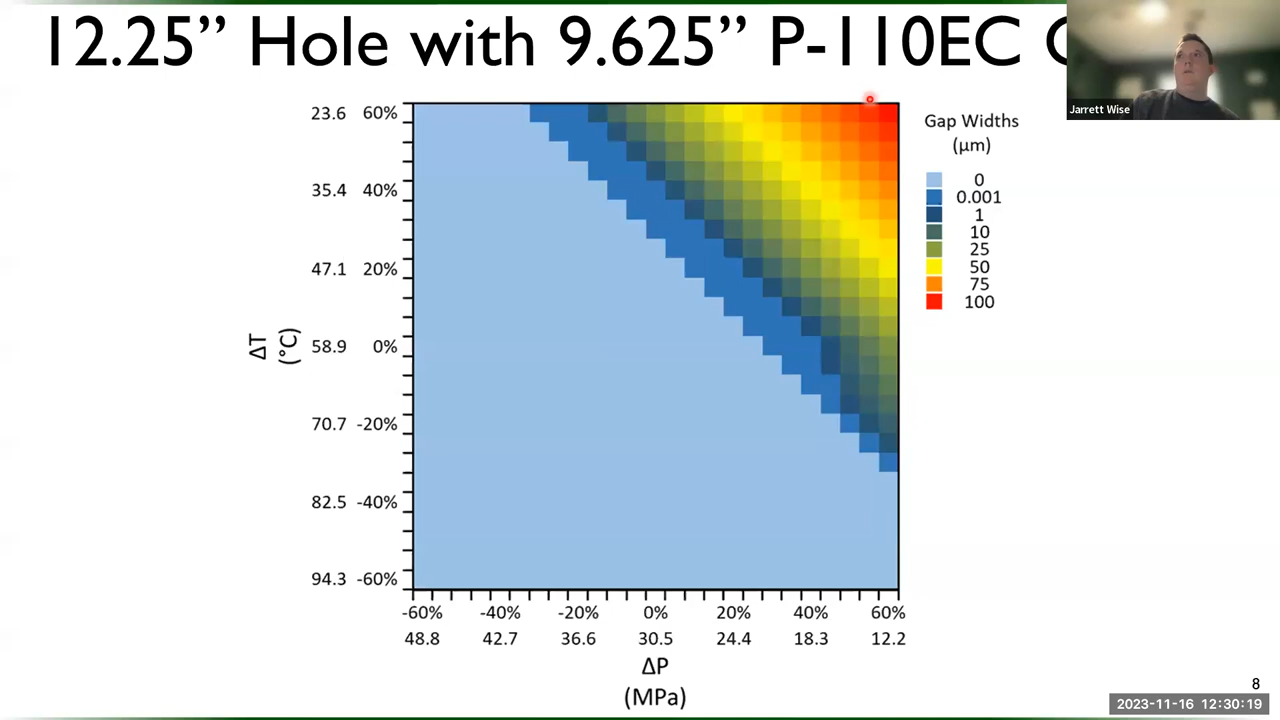 12.25” Hole with 9.625” P-110EC
Jarrett Wise
Gap Widths
(µm)
0
0.001
1
10
25
50
75
100
23.6 60%
35.4 40%
47.1 20%
58.9 0%
70.7 -20%
82.5 -40%
94.3 -60%
ΔT
(°C)
-60% -40% -20% 0% 20% 40% 60%
48.8 42.7 36.6 30.5 24.4 18.3 12.2
ΔP
(MPa)
8
2023-11-16 12:30:19